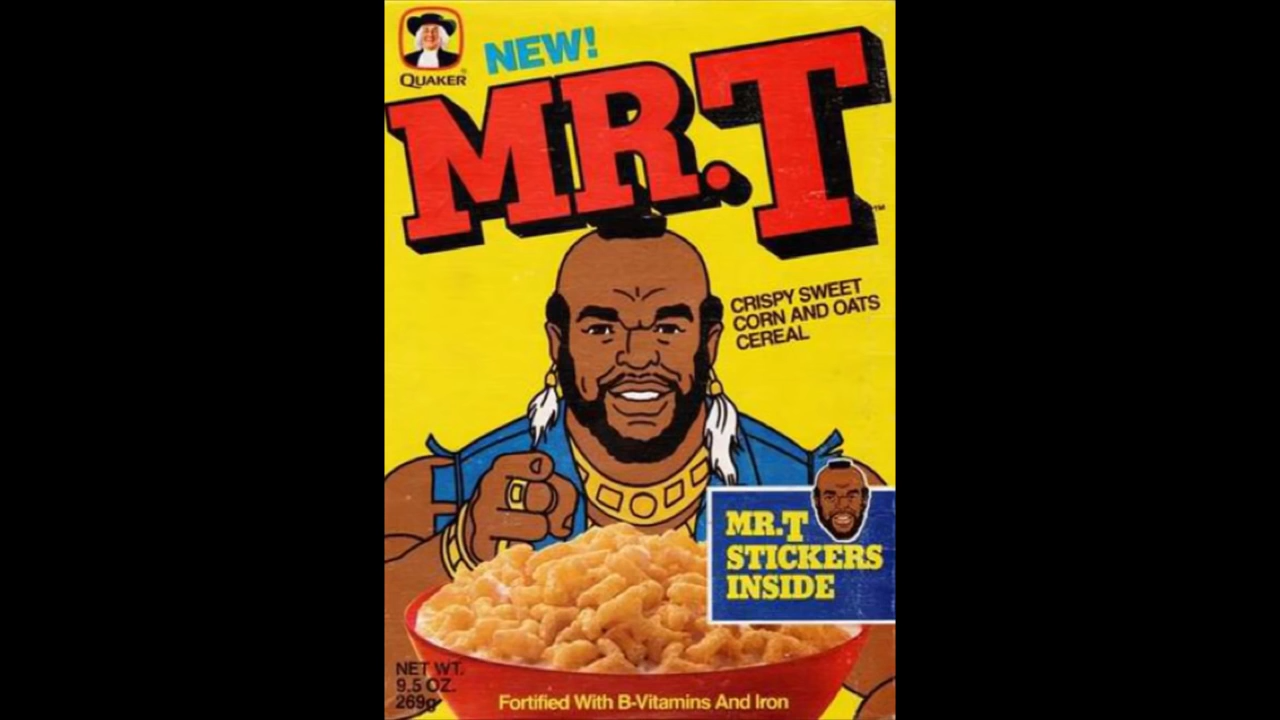 QUAKER®
NEW!
MR.T™
CRISPY SWEET
CORN AND OATS
CEREAL
MR.T
STICKERS
INSIDE
NET WT.
9.5 OZ.
269g
Fortified With B-Vitamins And Iron